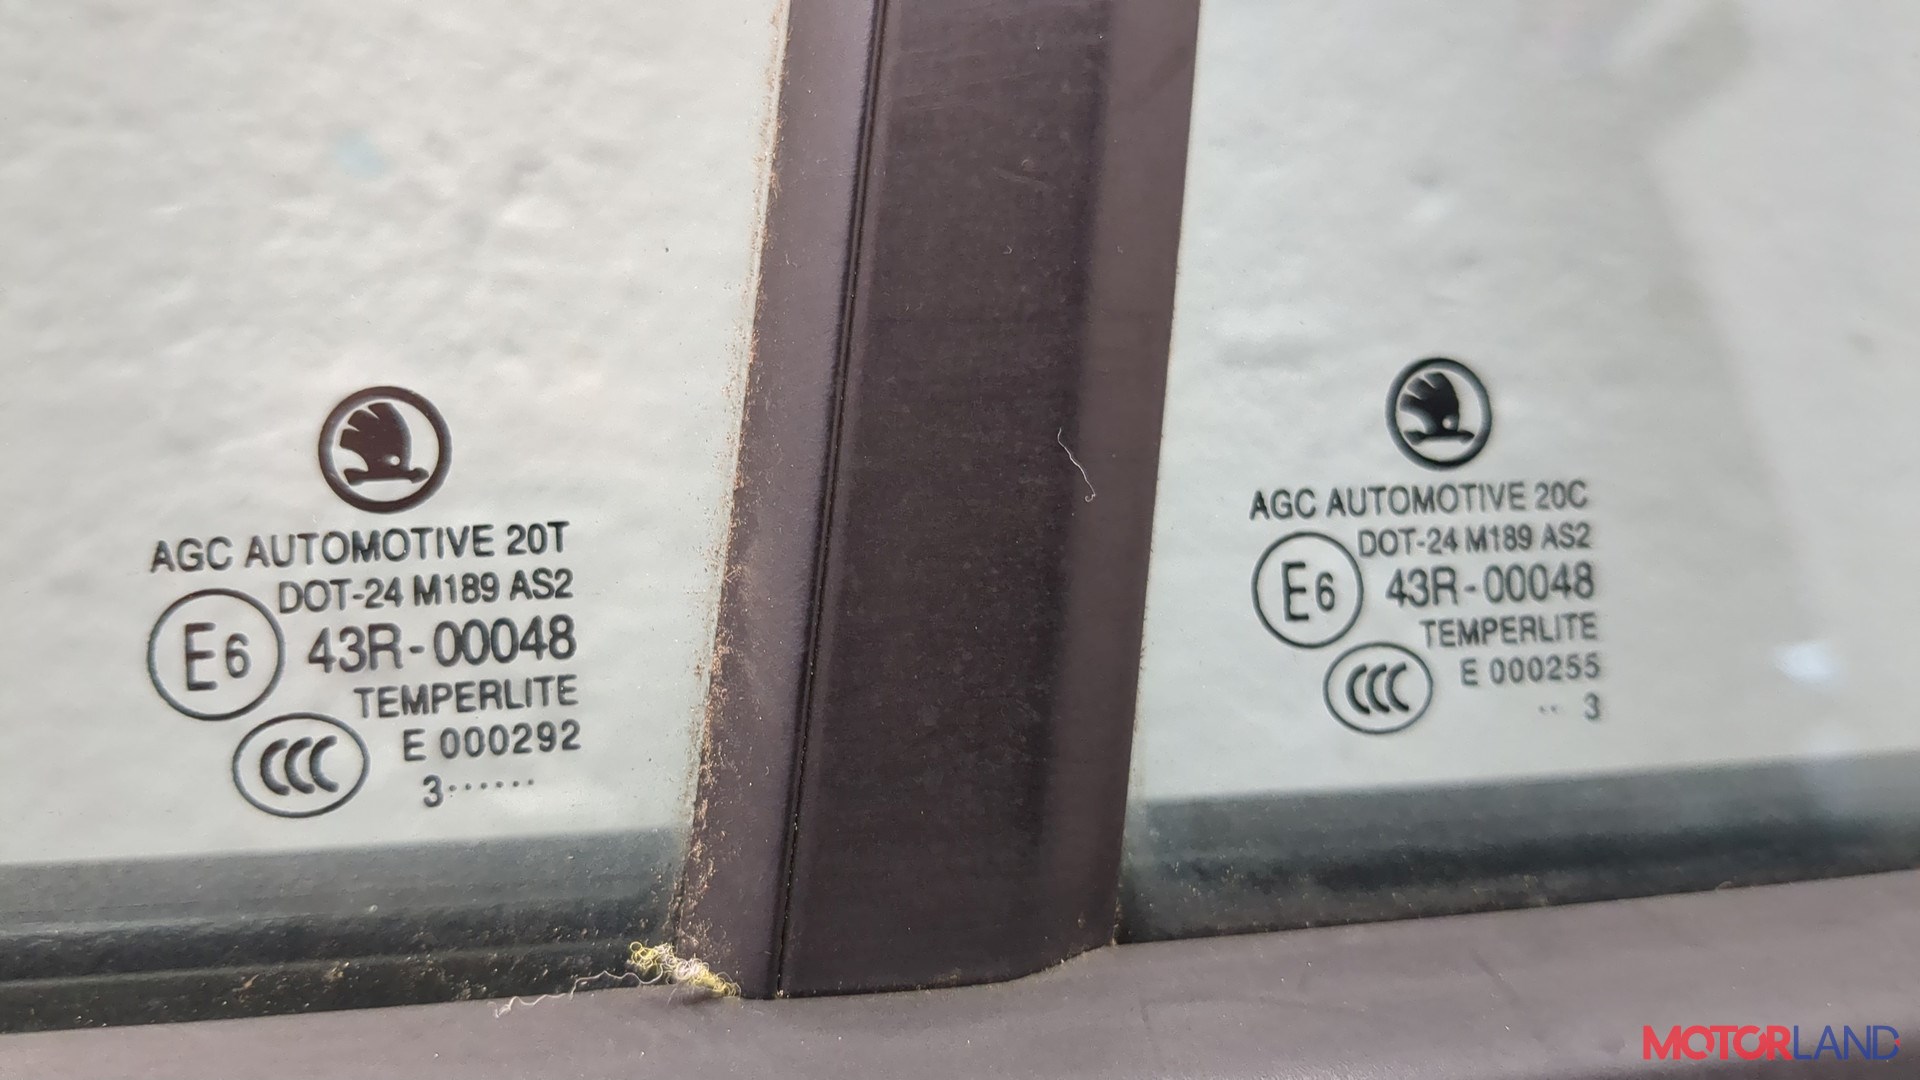 AGC AUTOMOTIVE 20T
DOT-24 M189 AS2
E6 43R-00048
TEMPERLITE
CCC E 000292
3······
AGC AUTOMOTIVE 20C
DOT-24 M189 AS2
E6 43R-00048
TEMPERLITE
CCC E 000255
·· 3
MOTORLAND